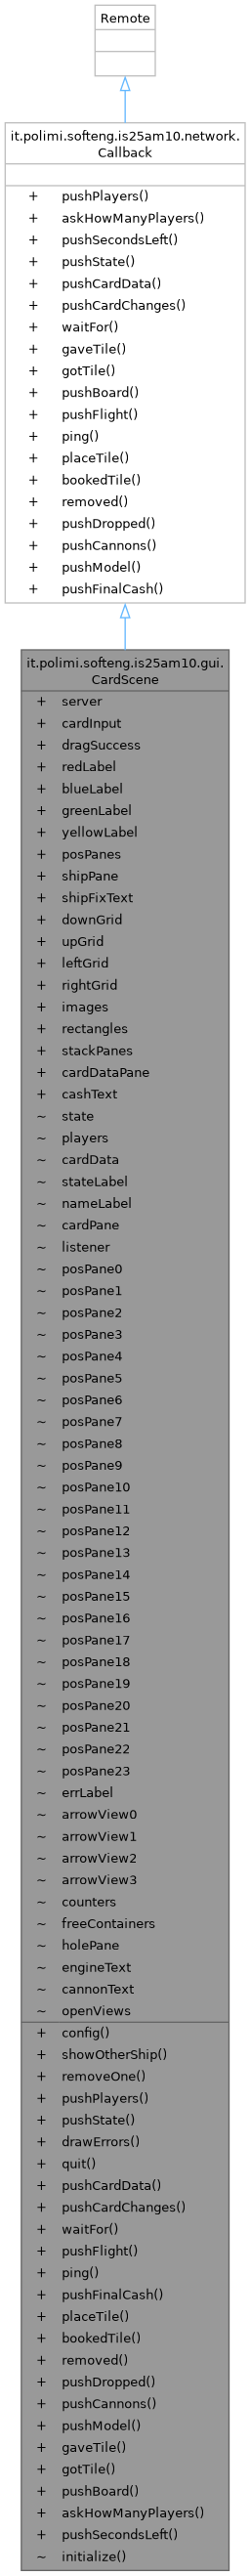 Remote
it.polimi.softeng.is25am10.network.
Callback
+ pushPlayers()
+ askHowManyPlayers()
+ pushSecondsLeft()
+ pushState()
+ pushCardData()
+ pushCardChanges()
+ waitFor()
+ gaveTile()
+ gotTile()
+ pushBoard()
+ pushFlight()
+ ping()
+ placeTile()
+ bookedTile()
+ removed()
+ pushDropped()
+ pushCannons()
+ pushModel()
+ pushFinalCash()
it.polimi.softeng.is25am10.gui.
CardScene
+ server
+ cardInput
+ dragSuccess
+ redLabel
+ blueLabel
+ greenLabel
+ yellowLabel
+ posPanes
+ shipPane
+ shipFixText
+ downGrid
+ upGrid
+ leftGrid
+ rightGrid
+ images
+ rectangles
+ stackPanes
+ cardDataPane
+ cashText
~ state
~ players
~ cardData
~ stateLabel
~ nameLabel
~ cardPane
~ listener
~ posPane0
~ posPane1
~ posPane2
~ posPane3
~ posPane4
~ posPane5
~ posPane6
~ posPane7
~ posPane8
~ posPane9
~ posPane10
~ posPane11
~ posPane12
~ posPane13
~ posPane14
~ posPane15
~ posPane16
~ posPane17
~ posPane18
~ posPane19
~ posPane20
~ posPane21
~ posPane22
~ posPane23
~ errLabel
~ arrowView0
~ arrowView1
~ arrowView2
~ arrowView3
~ counters
~ freeContainers
~ holePane
~ engineText
~ cannonText
~ openViews
+ config()
+ showOtherShip()
+ removeOne()
+ pushPlayers()
+ pushState()
+ drawErrors()
+ quit()
+ pushCardData()
+ pushCardChanges()
+ waitFor()
+ pushFlight()
+ ping()
+ pushFinalCash()
+ placeTile()
+ bookedTile()
+ removed()
+ pushDropped()
+ pushCannons()
+ pushModel()
+ gaveTile()
+ gotTile()
+ pushBoard()
+ askHowManyPlayers()
+ pushSecondsLeft()
~ initialize()